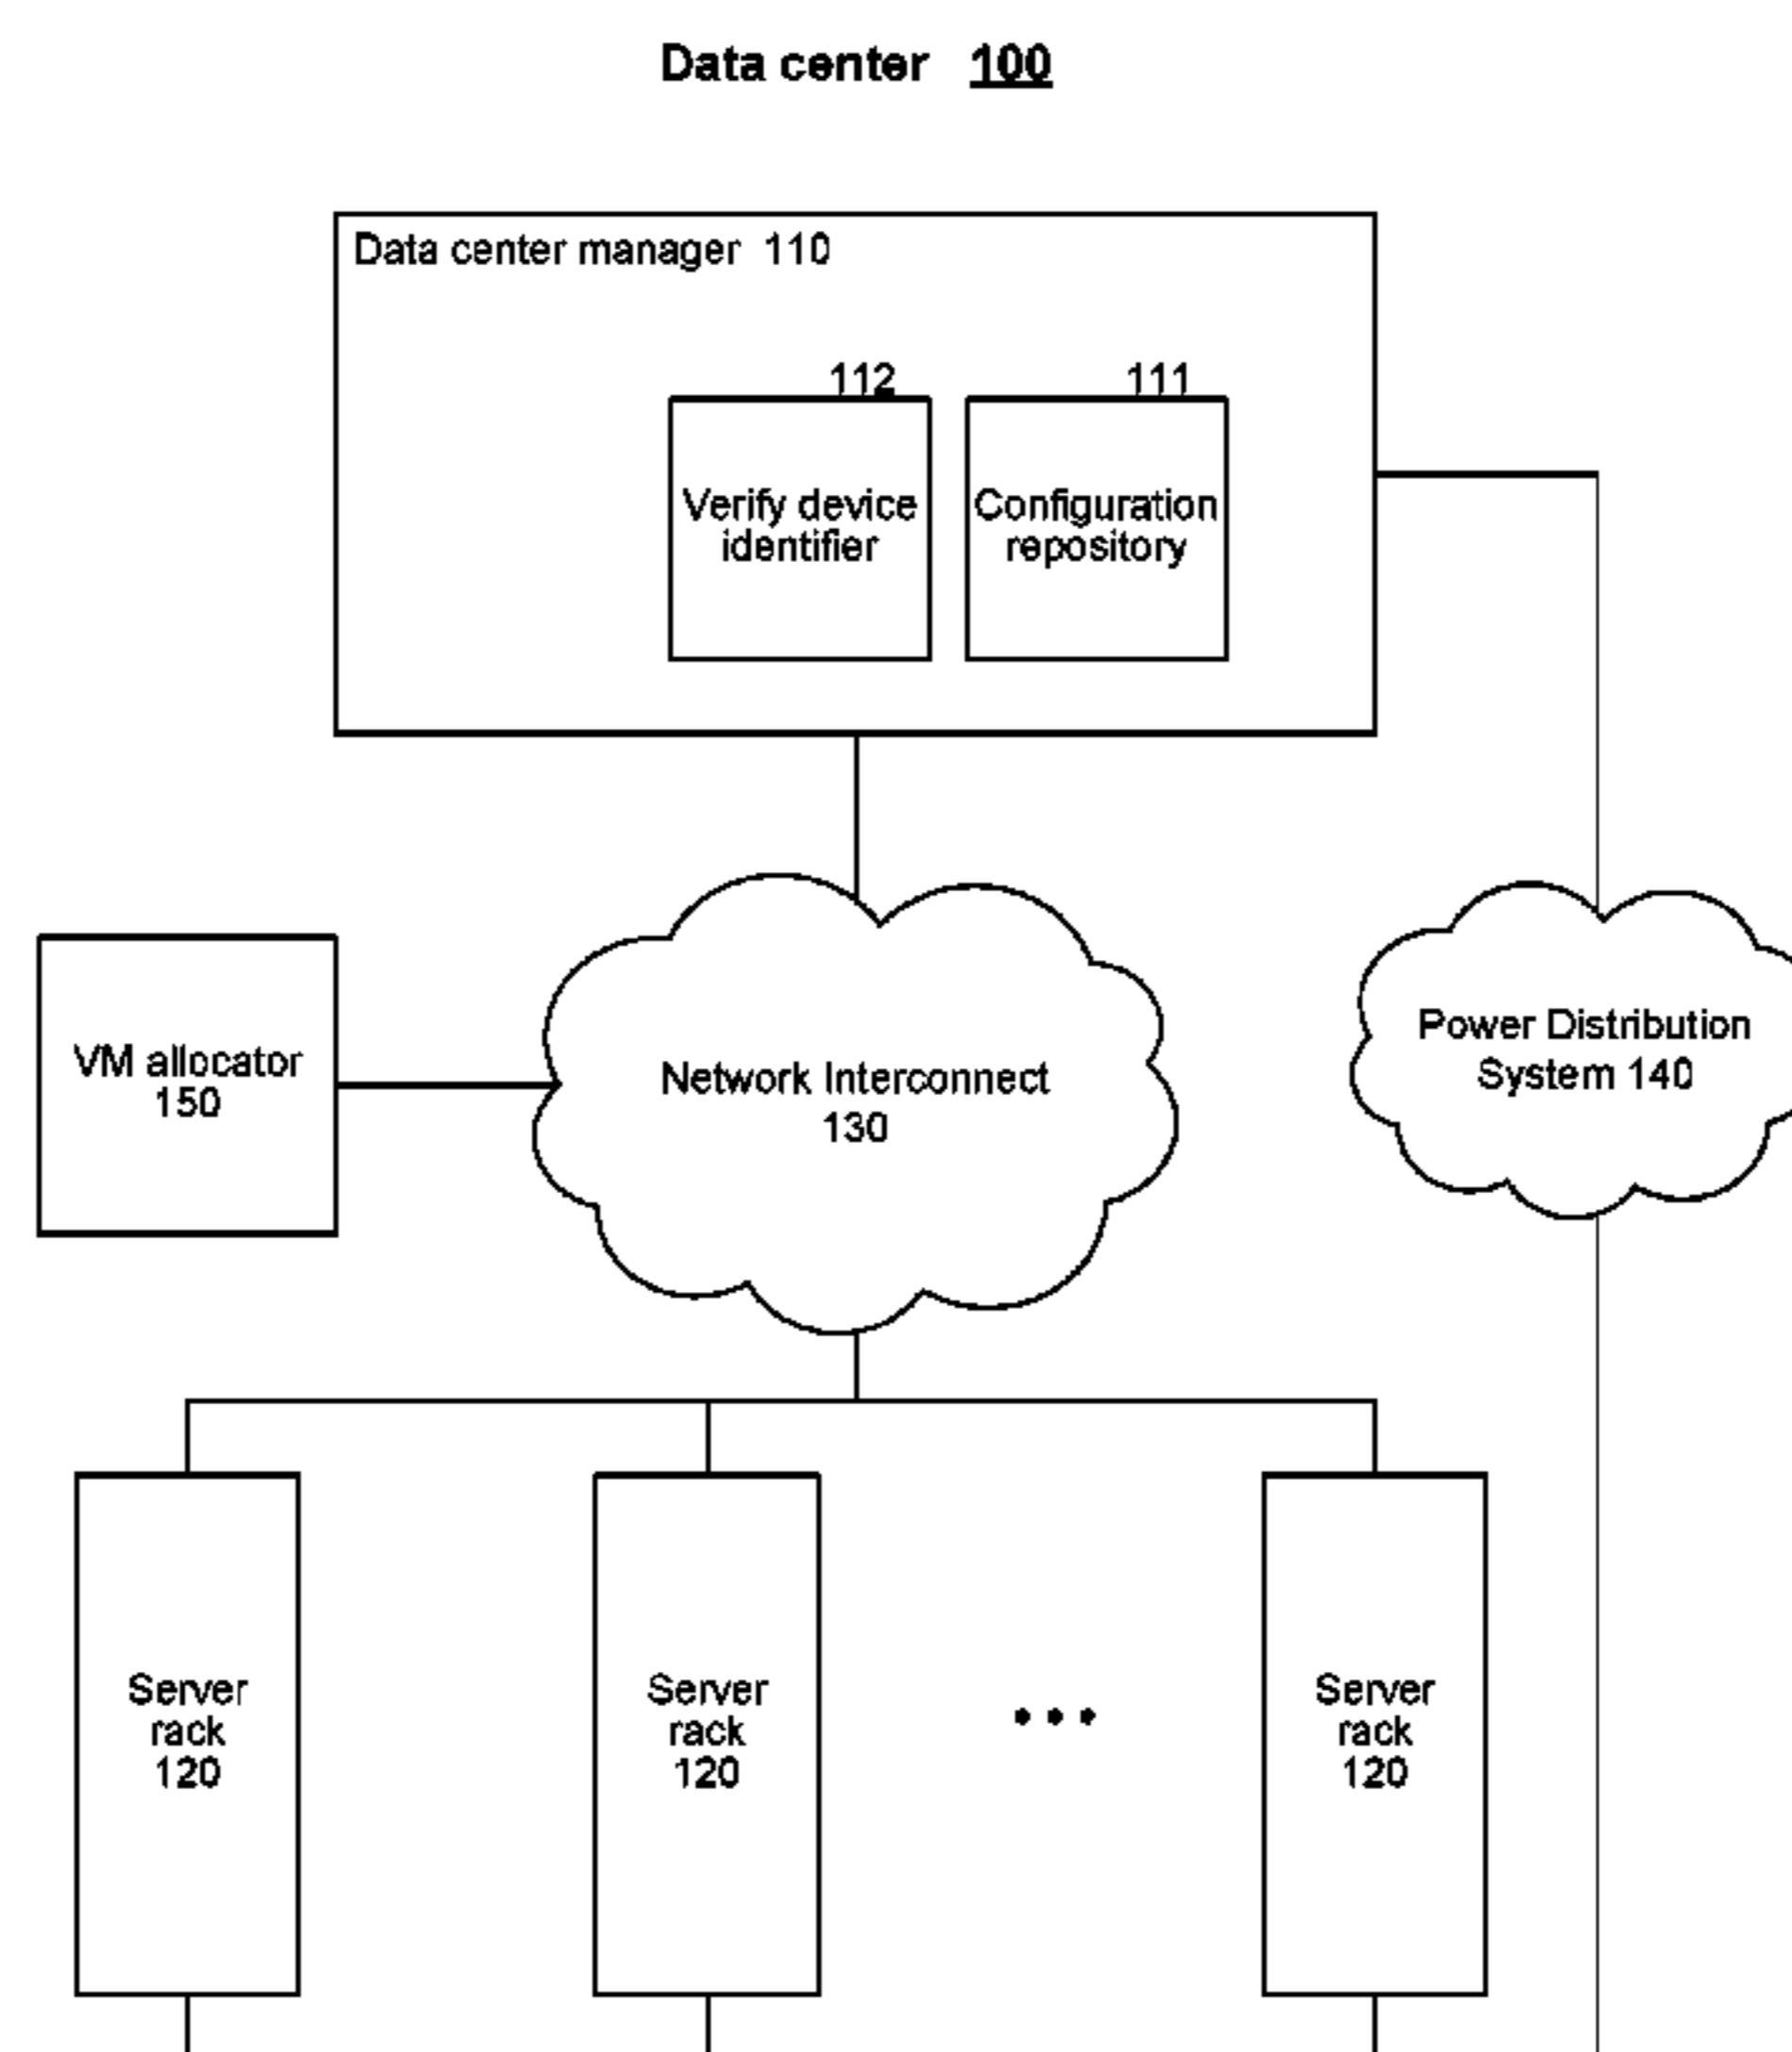 Data center 100
Data center manager 110
112
111
Verify device
identifier
Configuration
repository
VM allocator
150
Network Interconnect
130
Power Distribution
System 140
Server
rack
120
Server
rack
120
•••
Server
rack
120